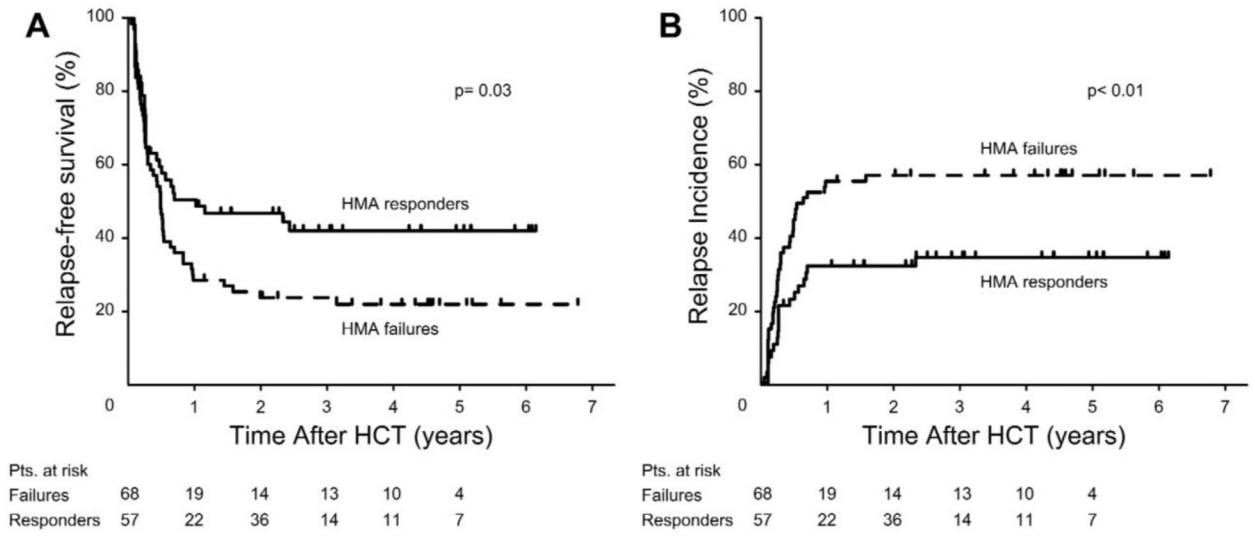 A
Relapse-free survival (%)
100
80
60
40
20
0
p= 0.03
HMA responders
HMA failures
1 2 3 4 5 6 7
Time After HCT (years)
Pts. at risk
Failures 68 19 14 13 10 4
Responders 57 22 36 14 11 7
B
Relapse Incidence (%)
100
80
60
40
20
0
p< 0.01
HMA failures
HMA responders
1 2 3 4 5 6 7
Time After HCT (years)
Pts. at risk
Failures 68 19 14 13 10 4
Responders 57 22 36 14 11 7